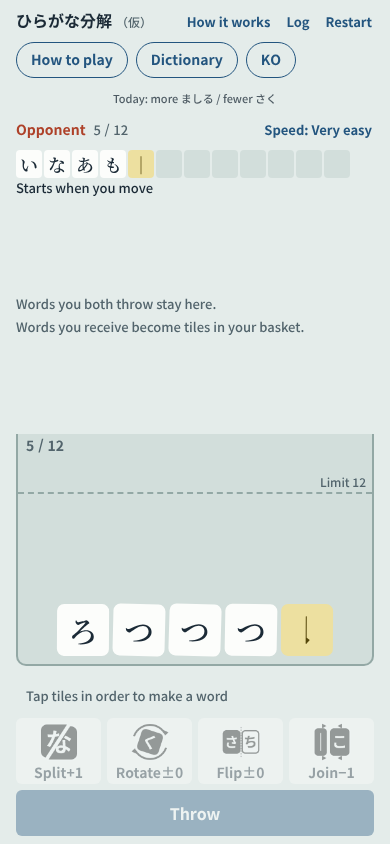 ひらがな分解 （仮） How it works Log Restart
How to play Dictionary KO
Today: more ましる / fewer さく
Opponent 5 / 12 Speed: Very easy
い な あ も
Starts when you move
Words you both throw stay here.
Words you receive become tiles in your basket.
5 / 12
Limit 12
ろ つ つ つ
Tap tiles in order to make a word
な く さ ち こ
Split+1 Rotate±0 Flip±0 Join−1
Throw